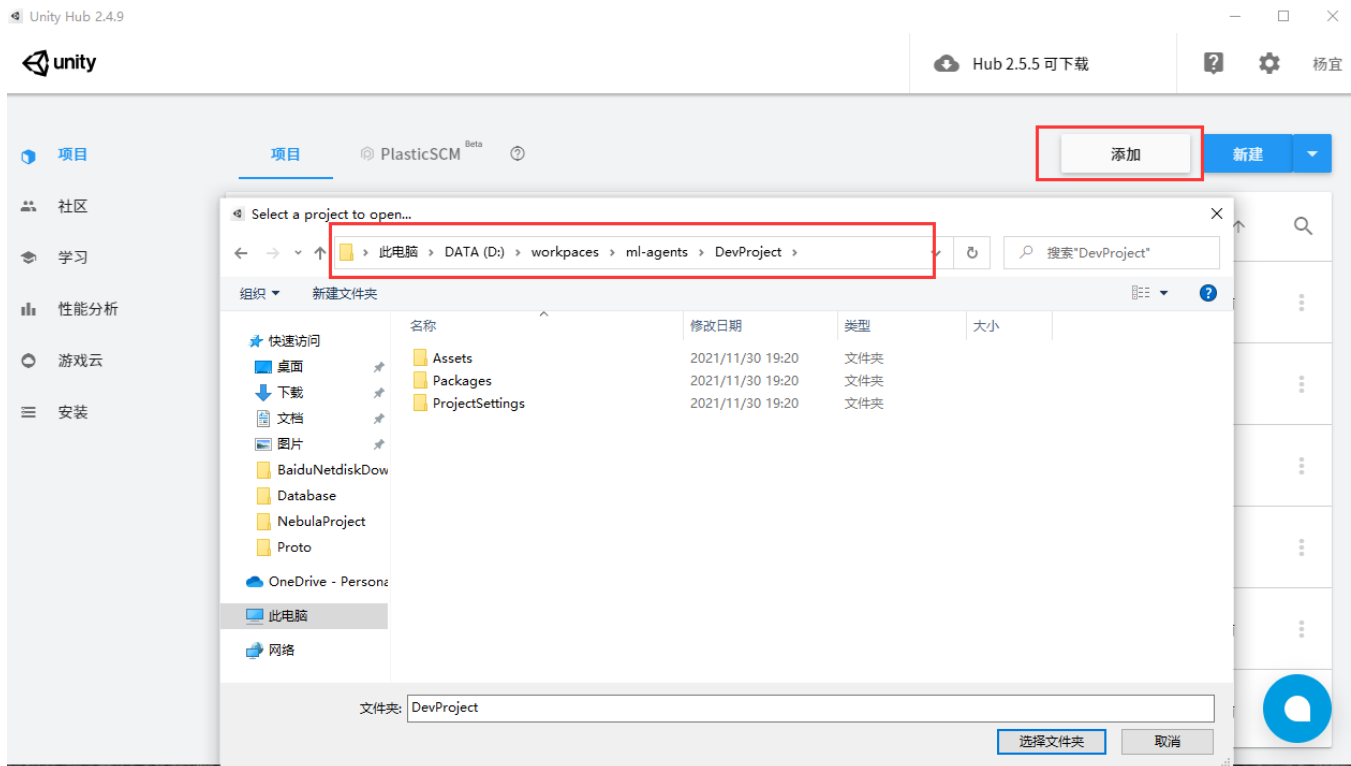 Unity Hub 2.4.9
unity
Hub 2.5.5 可下载
杨宜
项目
社区
学习
性能分析
游戏云
安装
项目
PlasticSCM Beta
添加
新建
Select a project to open...
此电脑 › DATA (D:) › workpaces › ml-agents › DevProject ›
搜索"DevProject"
组织
新建文件夹
名称 修改日期 类型 大小
Assets 2021/11/30 19:20 文件夹
Packages 2021/11/30 19:20 文件夹
ProjectSettings 2021/11/30 19:20 文件夹
快速访问
桌面
下载
文档
图片
BaiduNetdiskDow
Database
NebulaProject
Proto
OneDrive - Persona
此电脑
网络
文件夹: DevProject
选择文件夹
取消